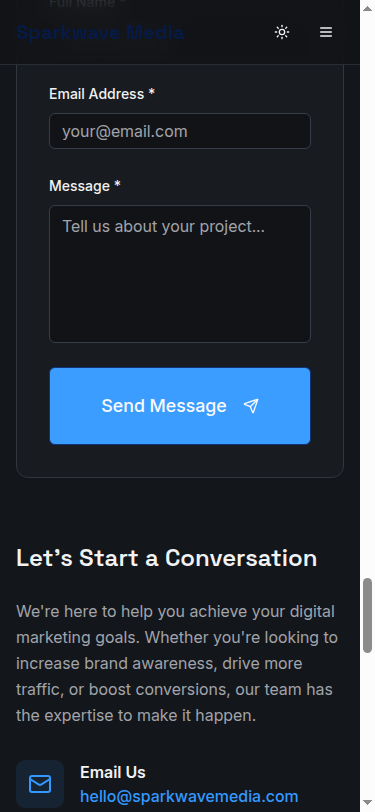 Full Name *
Sparkwave Media
Email Address *
your@email.com
Message *
Tell us about your project...
Send Message
Let's Start a Conversation
We're here to help you achieve your digital
marketing goals. Whether you're looking to
increase brand awareness, drive more
traffic, or boost conversions, our team has
the expertise to make it happen.
Email Us
hello@sparkwavemedia.com